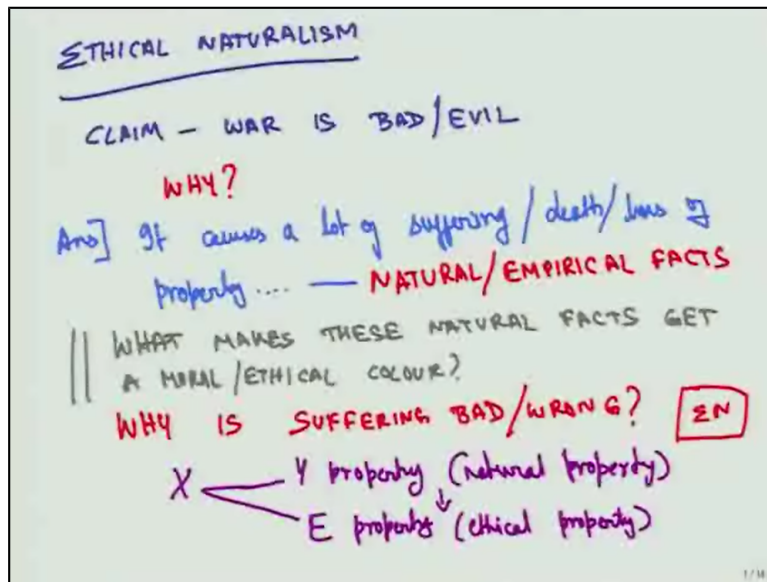 ETHICAL NATURALISM
CLAIM – WAR IS BAD/EVIL
WHY?
Ans] It causes a lot of suffering/death/loss of
property .... — NATURAL/EMPIRICAL FACTS
WHAT MAKES THESE NATURAL FACTS GET
A MORAL/ETHICAL COLOUR?
WHY IS SUFFERING BAD/WRONG? EN
X Y property (natural property)
E property (ethical property)